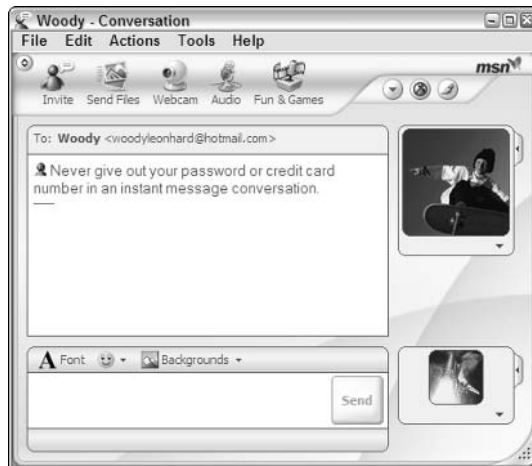 Woody - Conversation
File Edit Actions Tools Help
msn
Invite Send Files Webcam Audio Fun & Games
To: Woody <woodyleonhard@hotmail.com>
Never give out your password or credit card
number in an instant message conversation.
A Font Backgrounds
Send